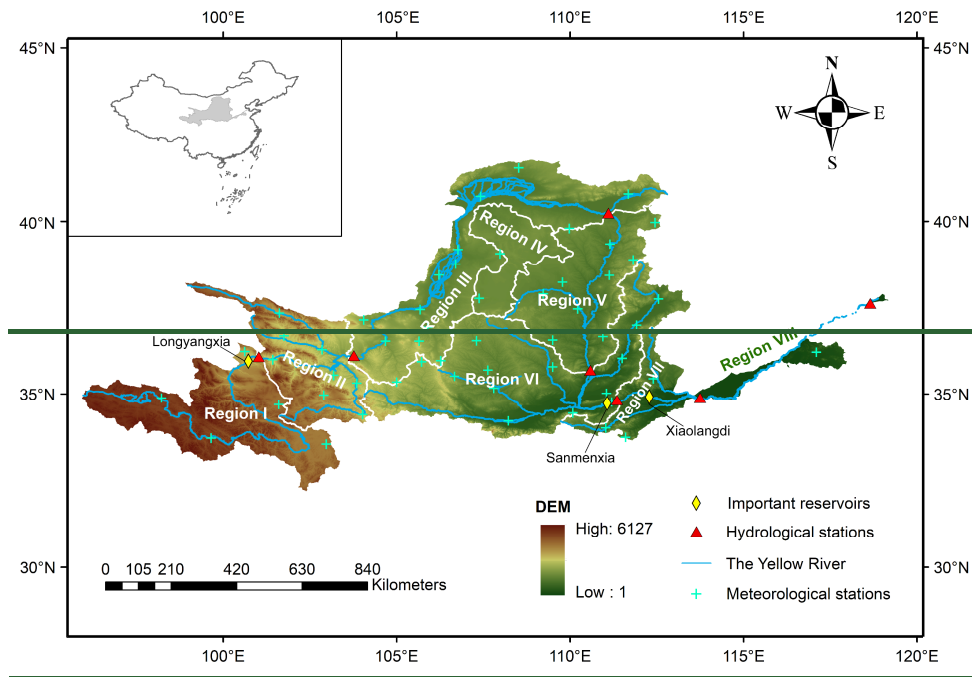 100°E 105°E 110°E 115°E 120°E
45°N 45°N
N
W E
S
40°N 40°N
Region IV
Region III
Region V
Longyangxia
Region VIII
Region II
Region VI
Region VII
35°N 35°N
Region I
Xiaolangdi
Sanmenxia
DEM
High: 6127
Low : 1
Important reservoirs
Hydrological stations
The Yellow River
Meteorological stations
30°N 30°N
0 105 210 420 630 840
Kilometers
100°E 105°E 110°E 115°E 120°E